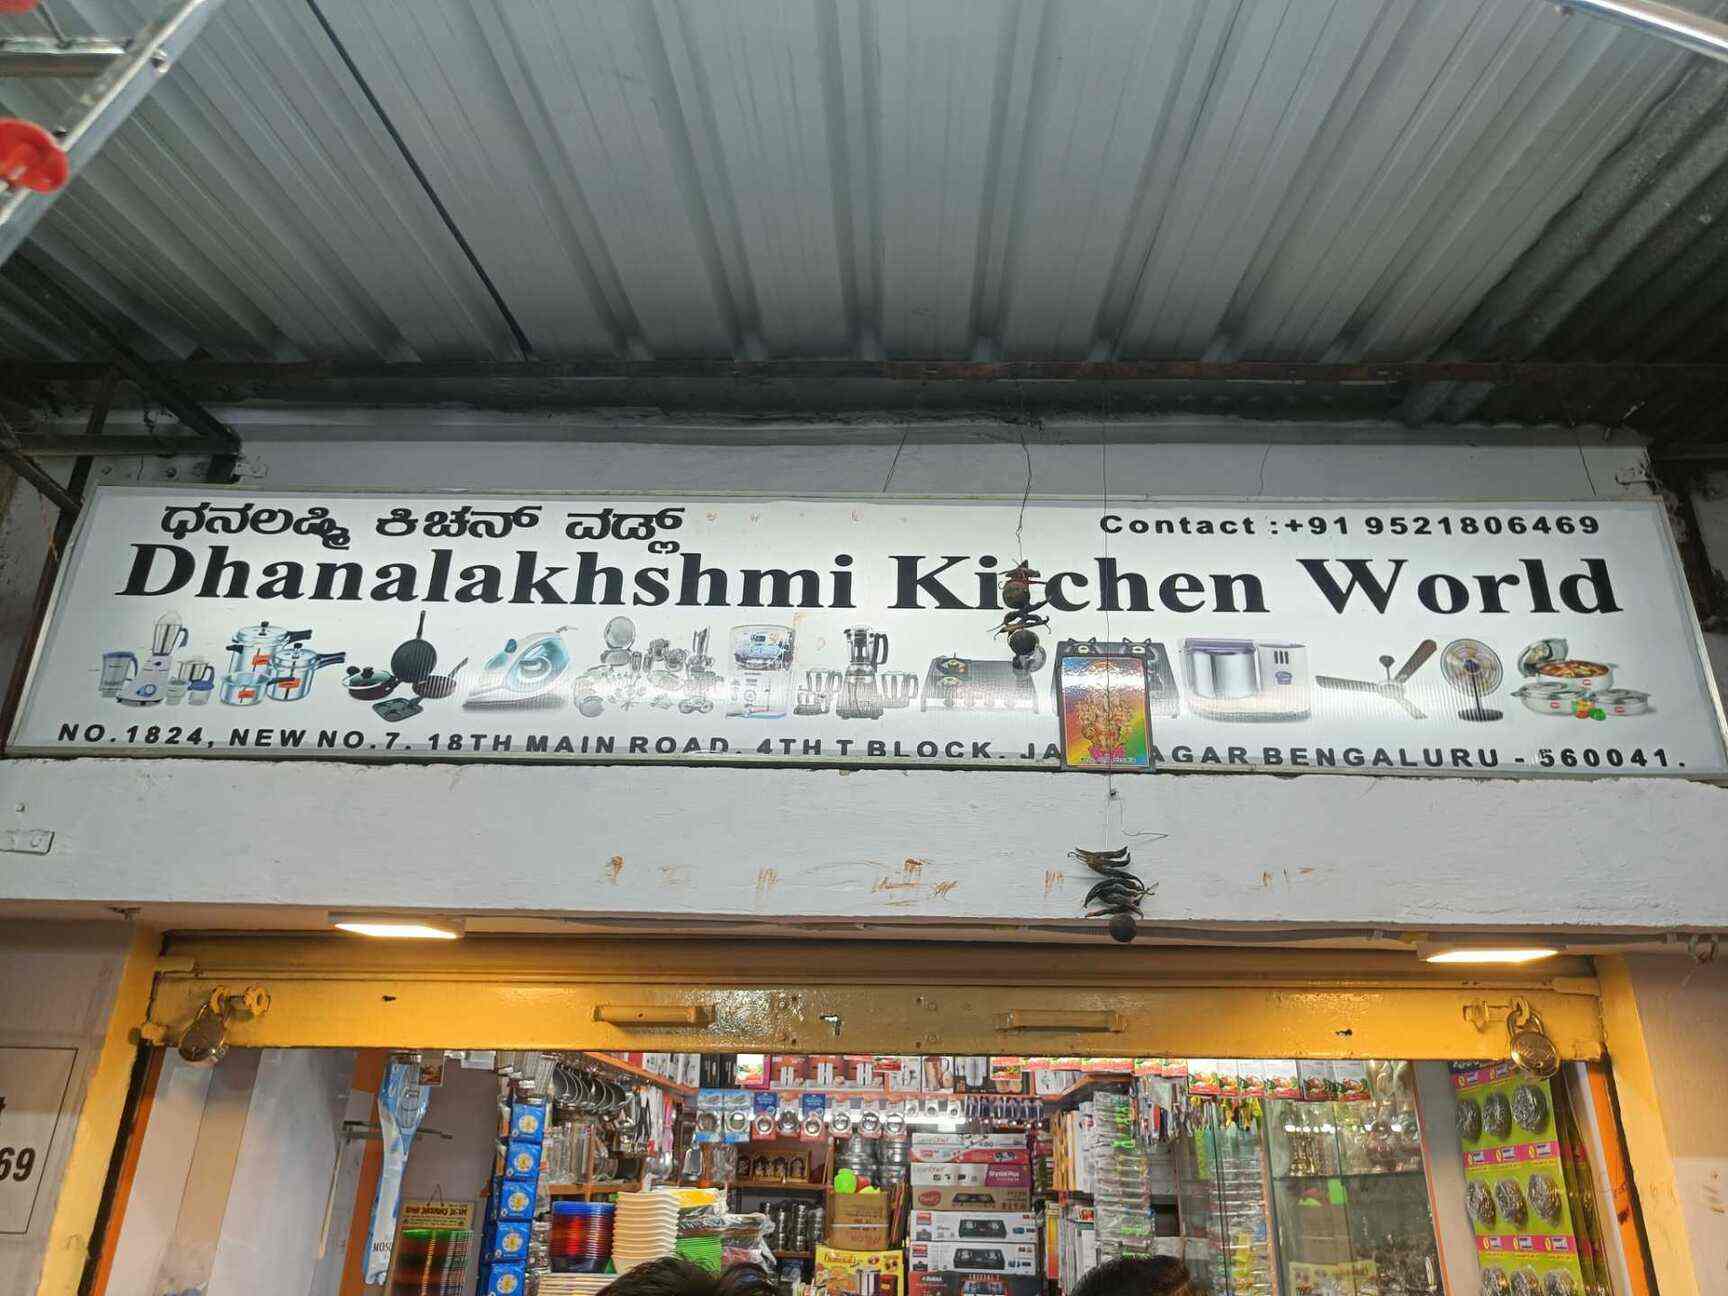 ಧನಲಕ್ಷ್ಮಿ ಕಿಚನ್ ವರ್ಡ್ಲ್
Contact :+91 9521806469
Dhanalakhshmi Kitchen World
NO.1824, NEW NO.7, 18TH MAIN ROAD, 4TH T BLOCK. JA AGAR BENGALURU - 560041.
69